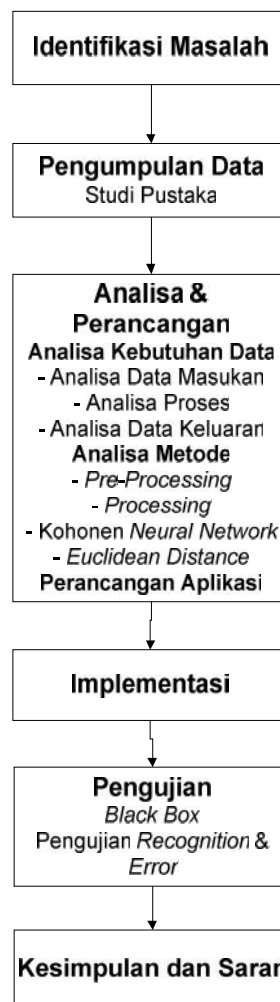 Identifikasi Masalah
Pengumpulan Data
Studi Pustaka
Analisa &
Perancangan
Analisa Kebutuhan Data
- Analisa Data Masukan
- Analisa Proses
- Analisa Data Keluaran
Analisa Metode
- Pre-Processing
- Processing
- Kohonen Neural Network
- Euclidean Distance
Perancangan Aplikasi
Implementasi
Pengujian
Black Box
Pengujian Recognition &
Error
Kesimpulan dan Saran